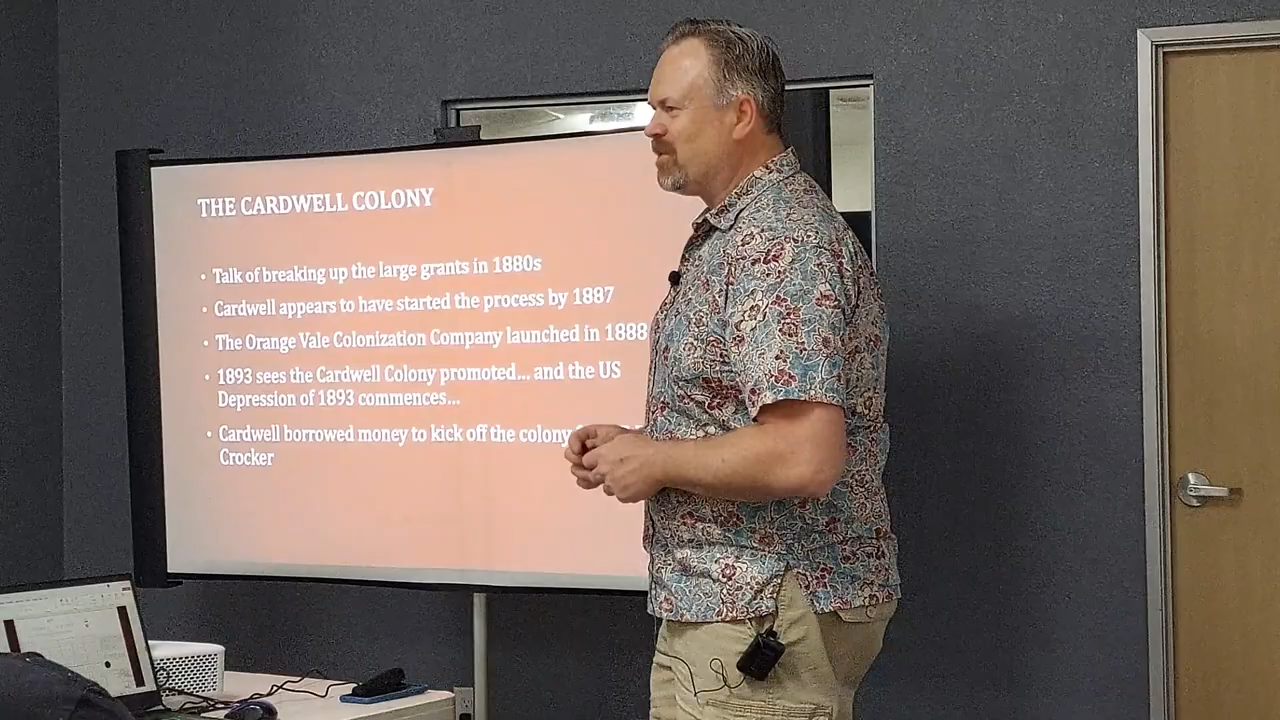 THE CARDWELL COLONY
• Talk of breaking up the large grants in 1880s
• Cardwell appears to have started the process by 1887
• The Orange Vale Colonization Company launched in 1888
• 1893 sees the Cardwell Colony promoted... and the US
Depression of 1893 commences...
• Cardwell borrowed money to kick off the colony
Crocker